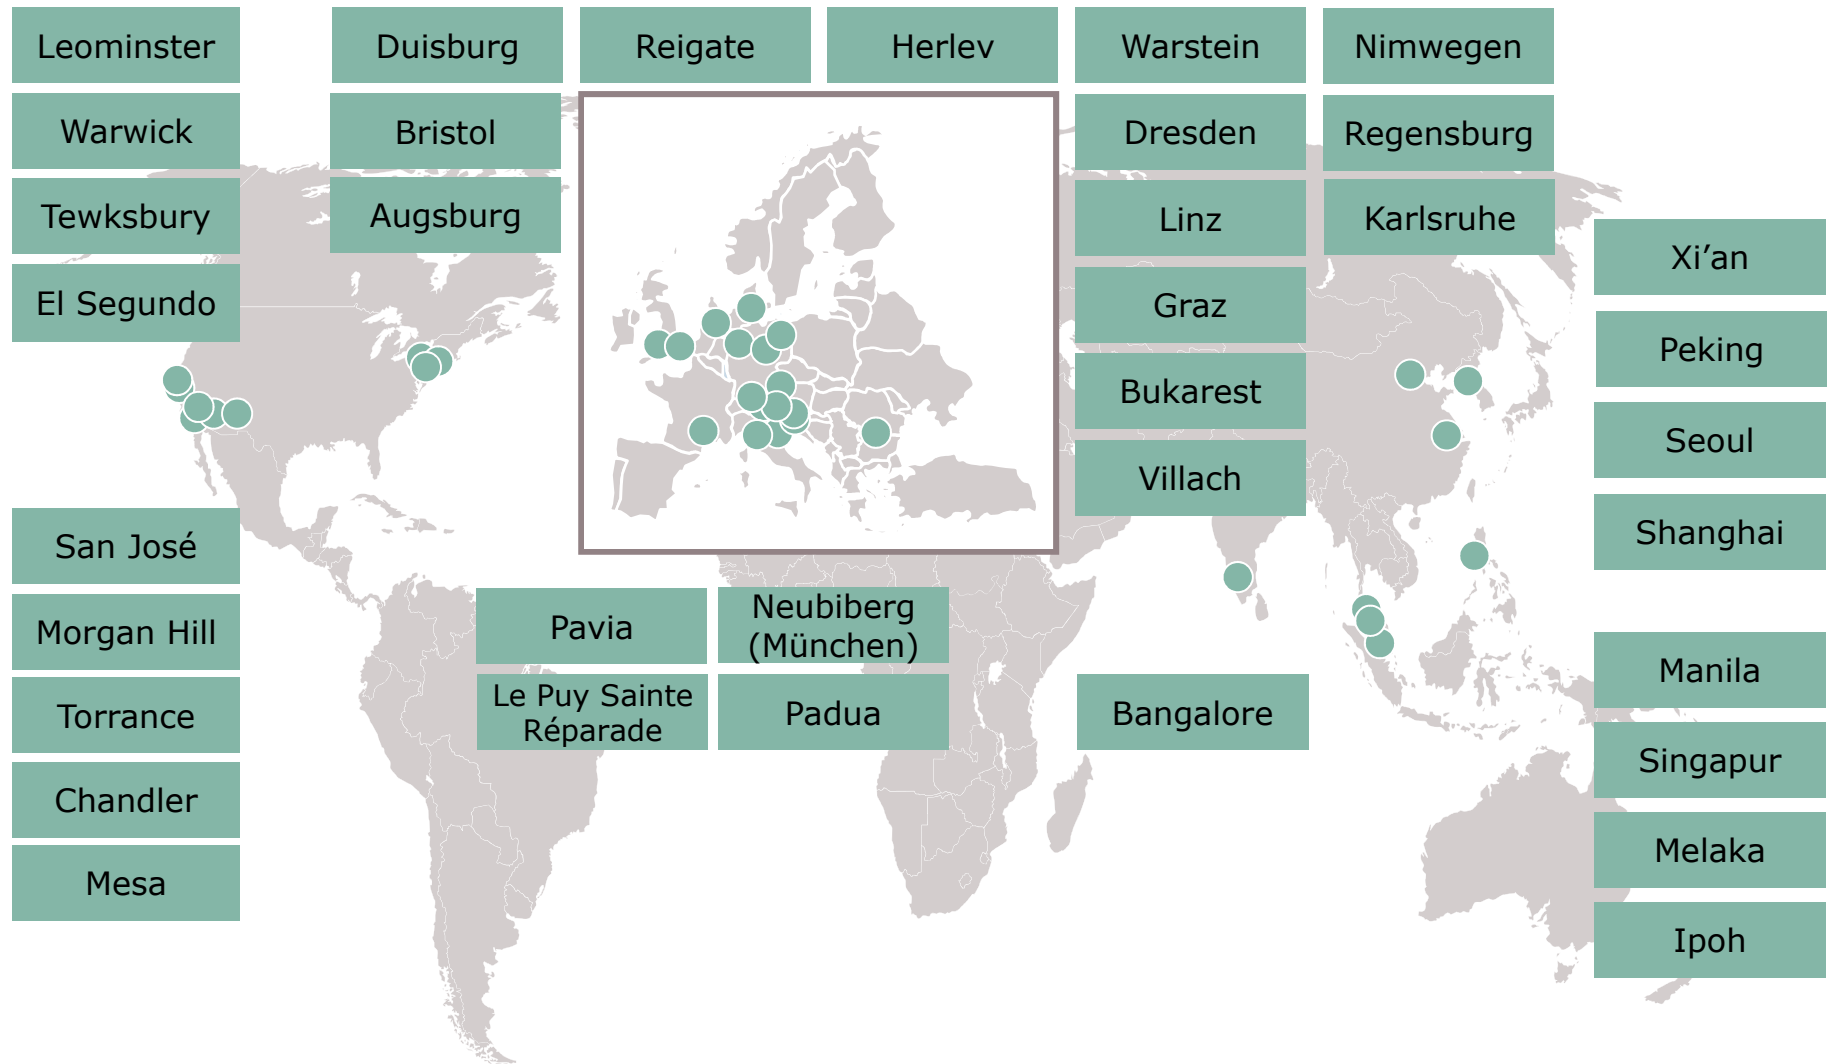 Leominster
Duisburg
Reigate
Herlev
Warstein
Nimwegen
Warwick
Bristol
Dresden
Regensburg
Tewksbury
Augsburg
Linz
Karlsruhe
El Segundo
Graz
Xi’an
Bukarest
Peking
Villach
Seoul
Shanghai
San José
Morgan Hill
Torrance
Chandler
Mesa
Pavia
Neubiberg
(München)
Le Puy Sainte
Réparade
Padua
Bangalore
Manila
Singapur
Melaka
Ipoh